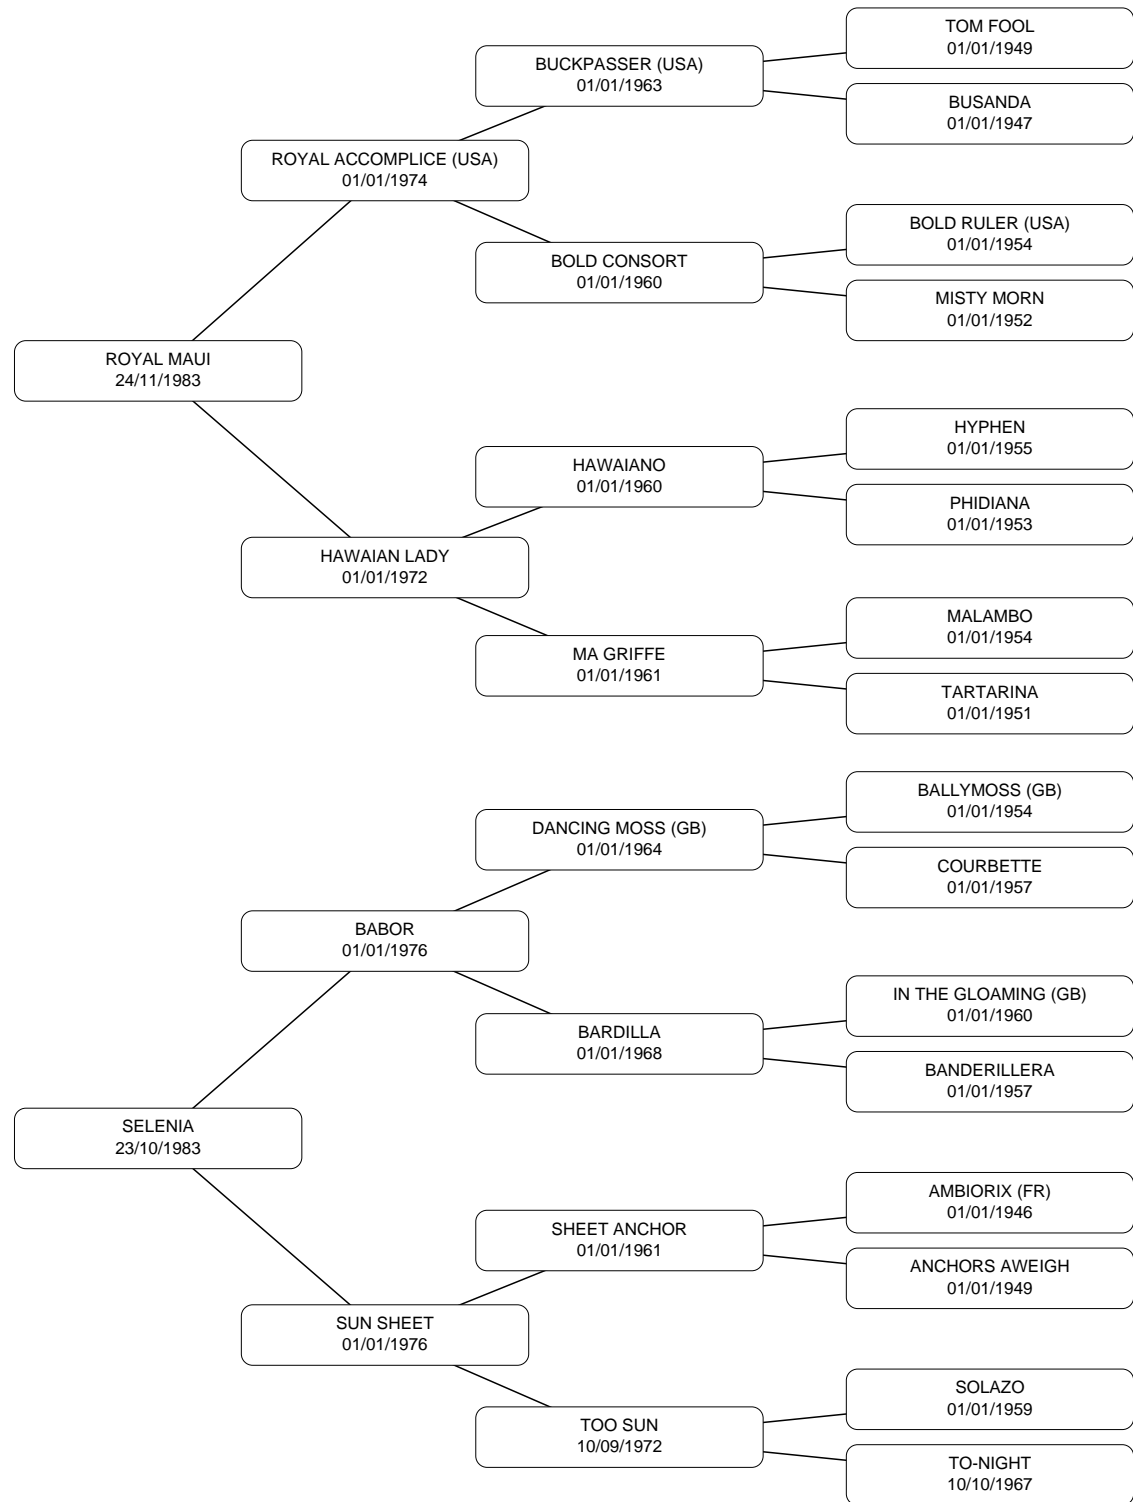 TOM FOOL
01/01/1949
BUCKPASSER (USA)
01/01/1963
BUSANDA
01/01/1947
ROYAL ACCOMPLICE (USA)
01/01/1974
BOLD RULER (USA)
01/01/1954
BOLD CONSORT
01/01/1960
MISTY MORN
01/01/1952
ROYAL MAUI
24/11/1983
HYPHEN
01/01/1955
HAWAIANO
01/01/1960
PHIDIANA
01/01/1953
HAWAIAN LADY
01/01/1972
MALAMBO
01/01/1954
MA GRIFFE
01/01/1961
TARTARINA
01/01/1951
BALLYMOSS (GB)
01/01/1954
DANCING MOSS (GB)
01/01/1964
COURBETTE
01/01/1957
BABOR
01/01/1976
IN THE GLOAMING (GB)
01/01/1960
BARDILLA
01/01/1968
BANDERILLERA
01/01/1957
SELENIA
23/10/1983
AMBIORIX (FR)
01/01/1946
SHEET ANCHOR
01/01/1961
ANCHORS AWEIGH
01/01/1949
SUN SHEET
01/01/1976
SOLAZO
01/01/1959
TOO SUN
10/09/1972
TO-NIGHT
10/10/1967